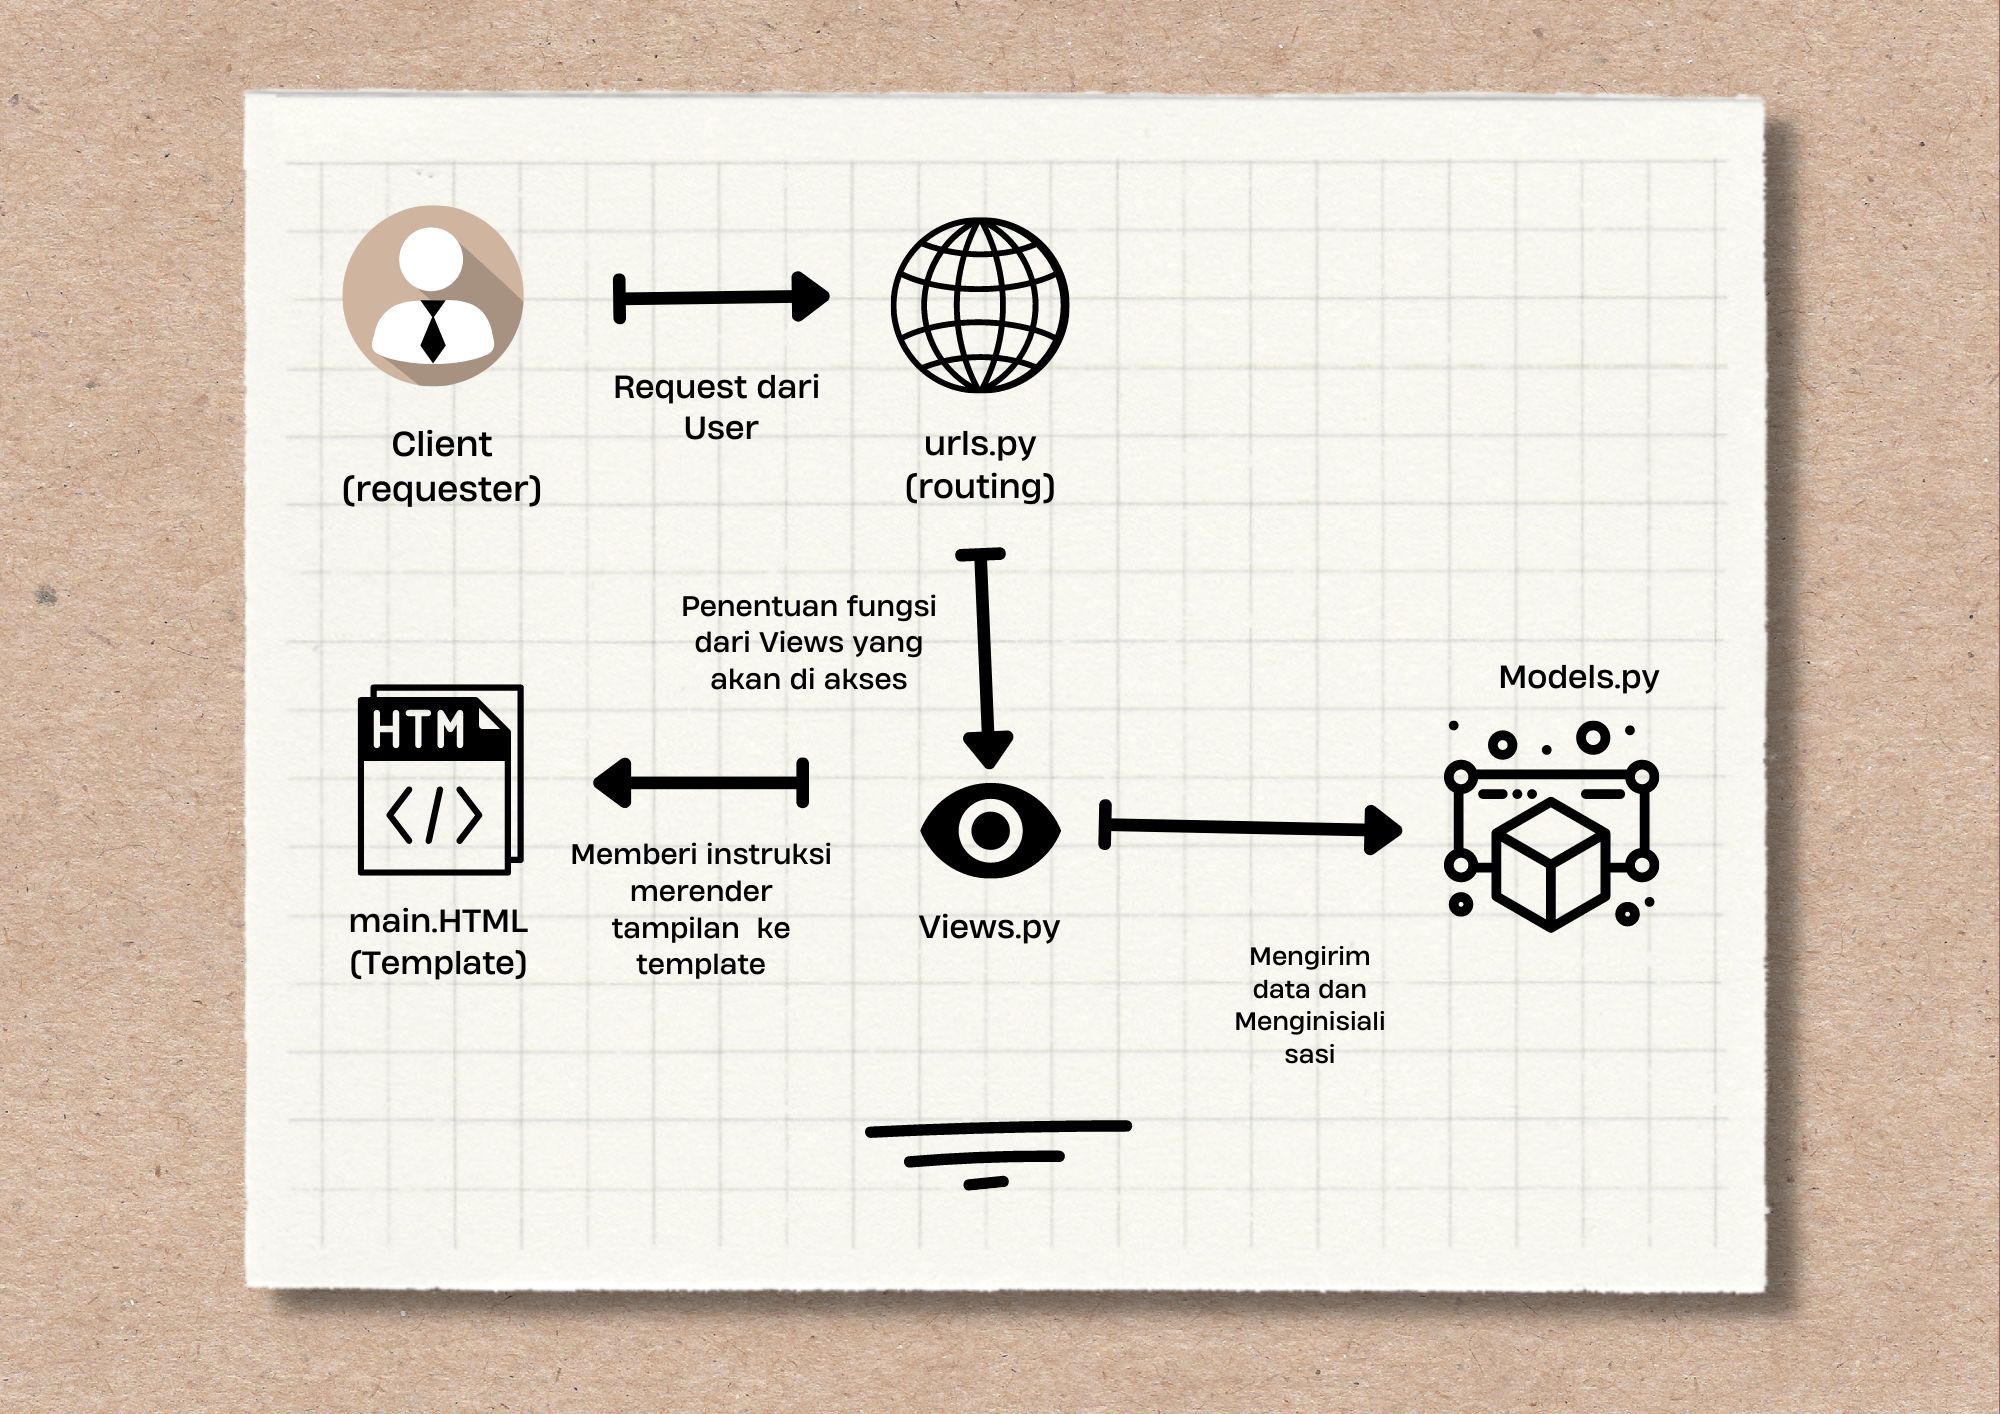 Client
(requester)
Request dari
User
urls.py
(routing)
Penentuan fungsi
dari Views yang
akan di akses
HTM
</>
main.HTML
(Template)
Memberi instruksi
merender
tampilan ke
template
Views.py
Models.py
Mengirim
data dan
Menginisiali
sasi